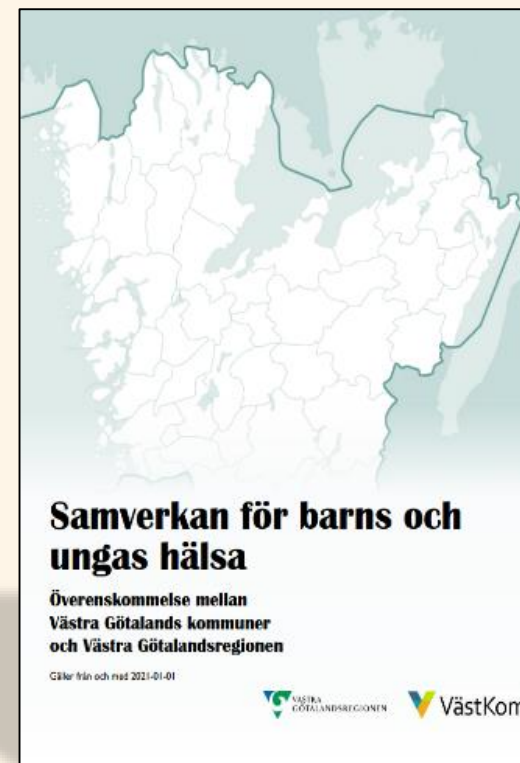 Samverkan för barns och
ungas hälsa
Överenskommelse mellan
Västra Götalands kommuner
och Västra Götalandsregionen
Gäller från och med 2021-01-01
VÄSTRA
GÖTALANDSREGIONEN
VästKom